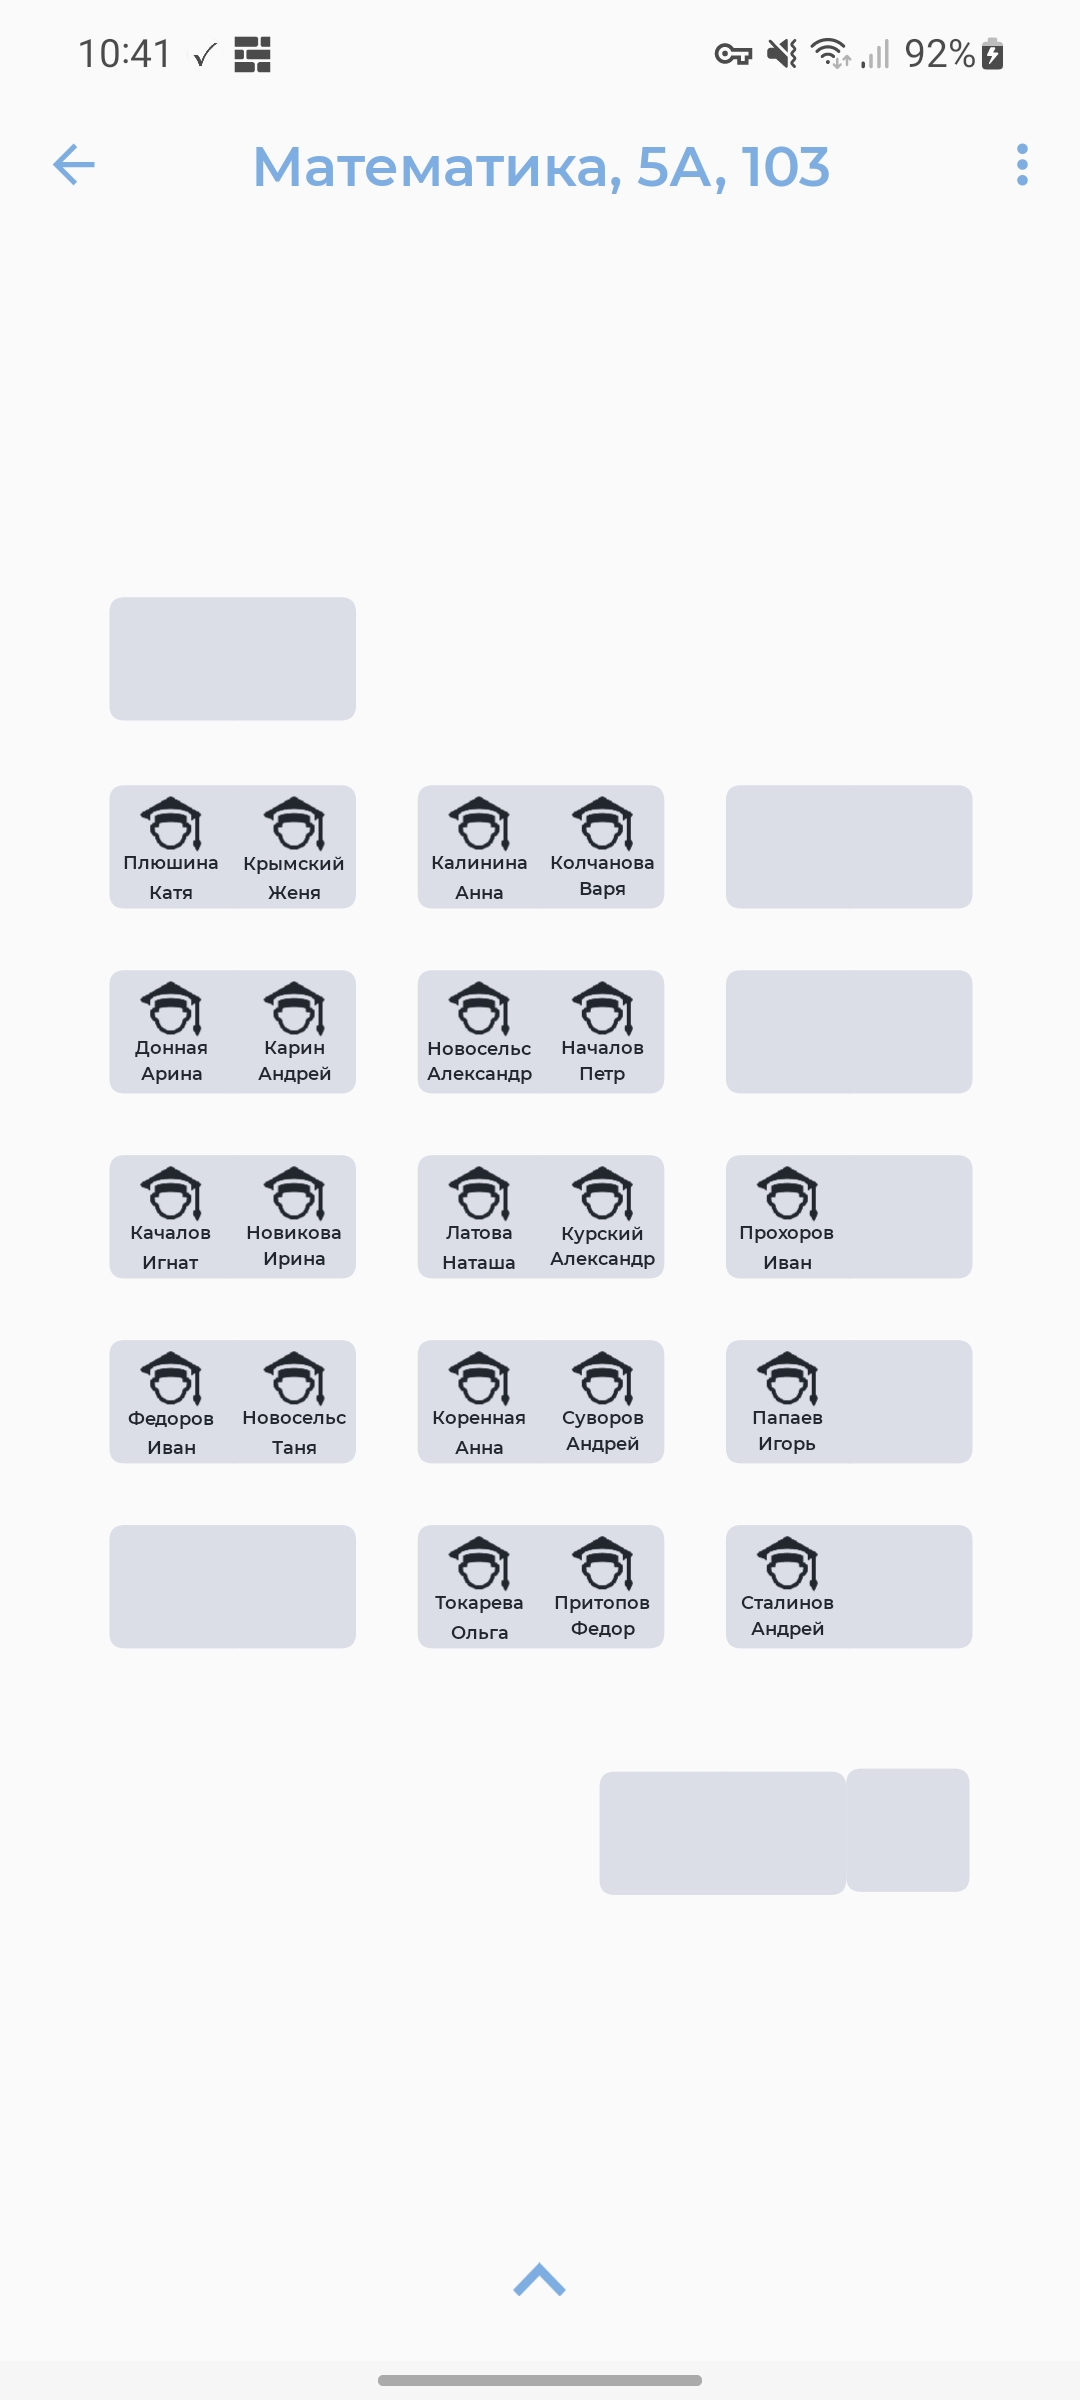 10:41
92%
Математика, 5А, 103
Плюшина
Катя
Крымский
Женя
Калинина
Анна
Колчанова
Варя
Донная
Арина
Карин
Андрей
Новосельс
Александр
Началов
Петр
Качалов
Игнат
Новикова
Ирина
Латова
Наташа
Курский
Александр
Прохоров
Иван
Федоров
Иван
Новосельс
Таня
Коренная
Анна
Суворов
Андрей
Папаев
Игорь
Токарева
Ольга
Притопов
Федор
Сталинов
Андрей